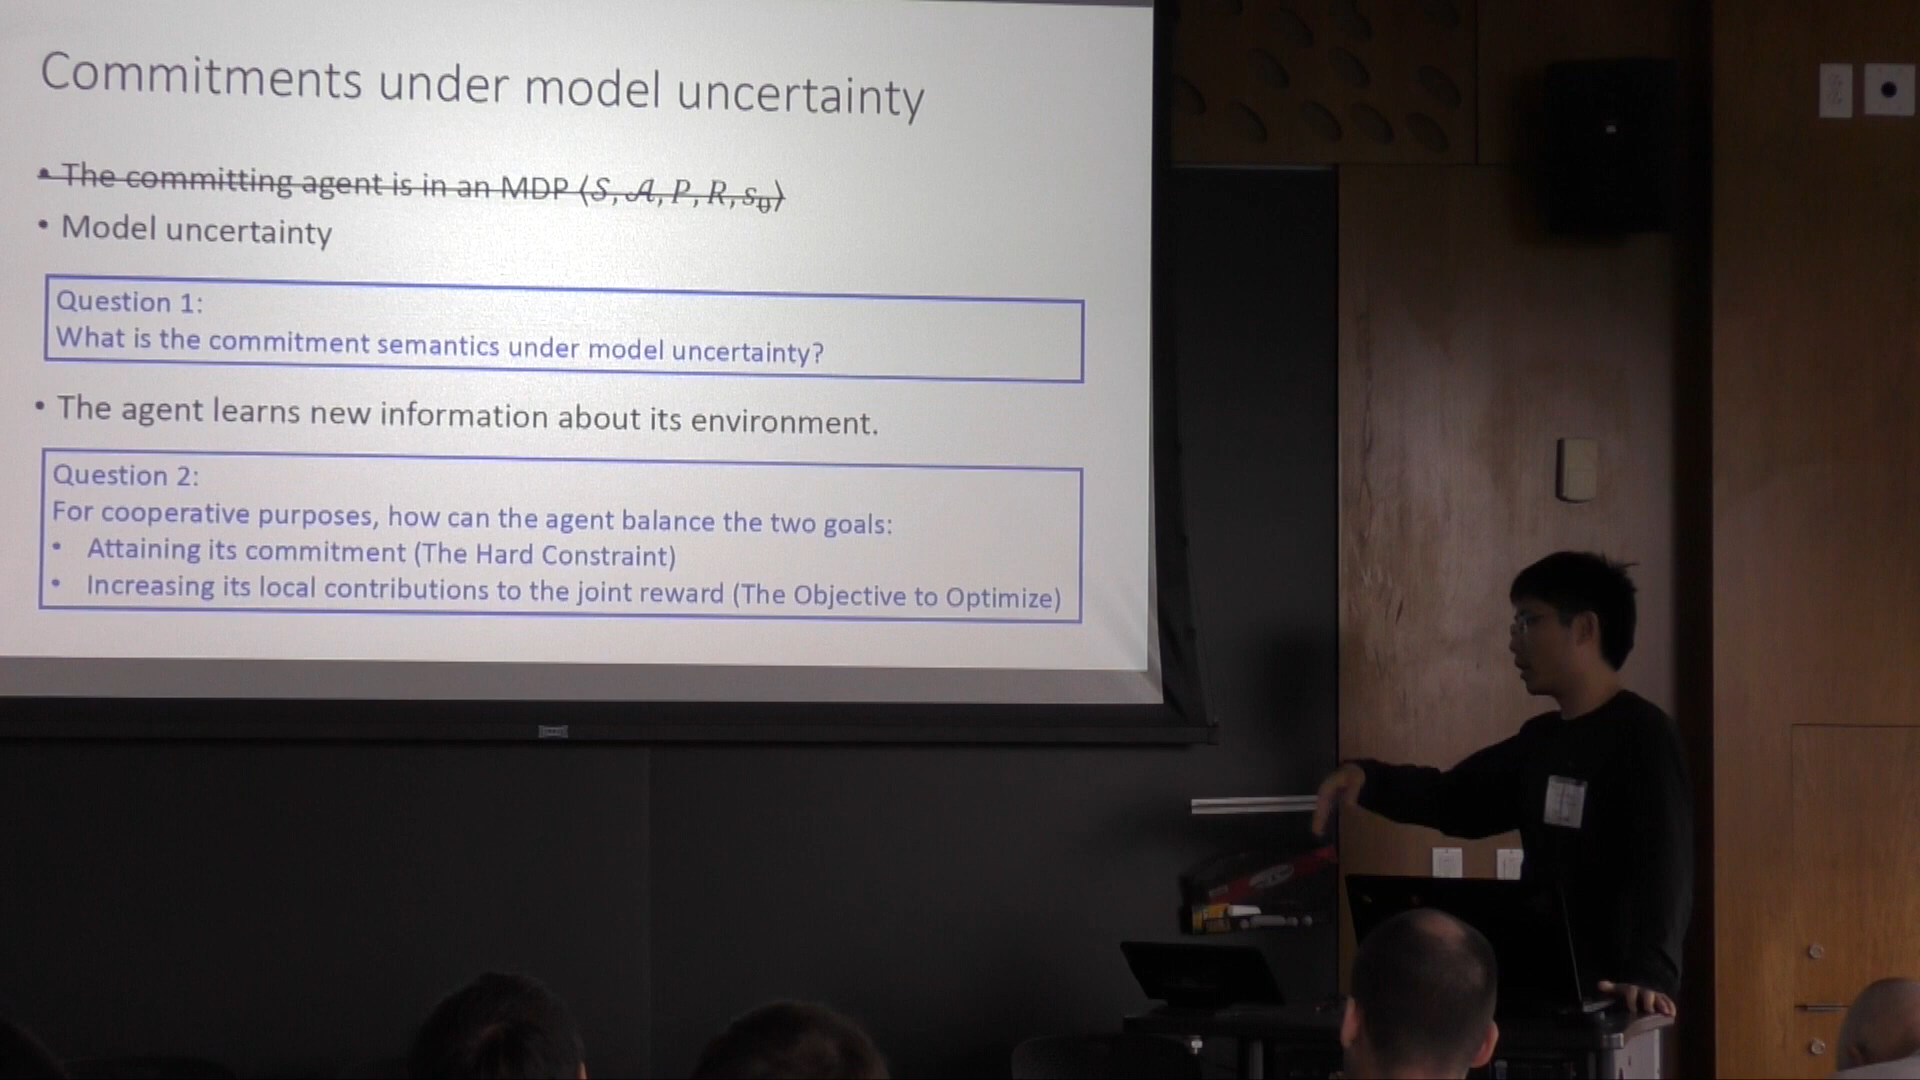 Commitments under model uncertainty
• The committing agent is in an MDP ⟨S, A, P, R, s₀⟩
• Model uncertainty
Question 1:
What is the commitment semantics under model uncertainty?
• The agent learns new information about its environment.
Question 2:
For cooperative purposes, how can the agent balance the two goals:
• Attaining its commitment (The Hard Constraint)
• Increasing its local contributions to the joint reward (The Objective to Optimize)